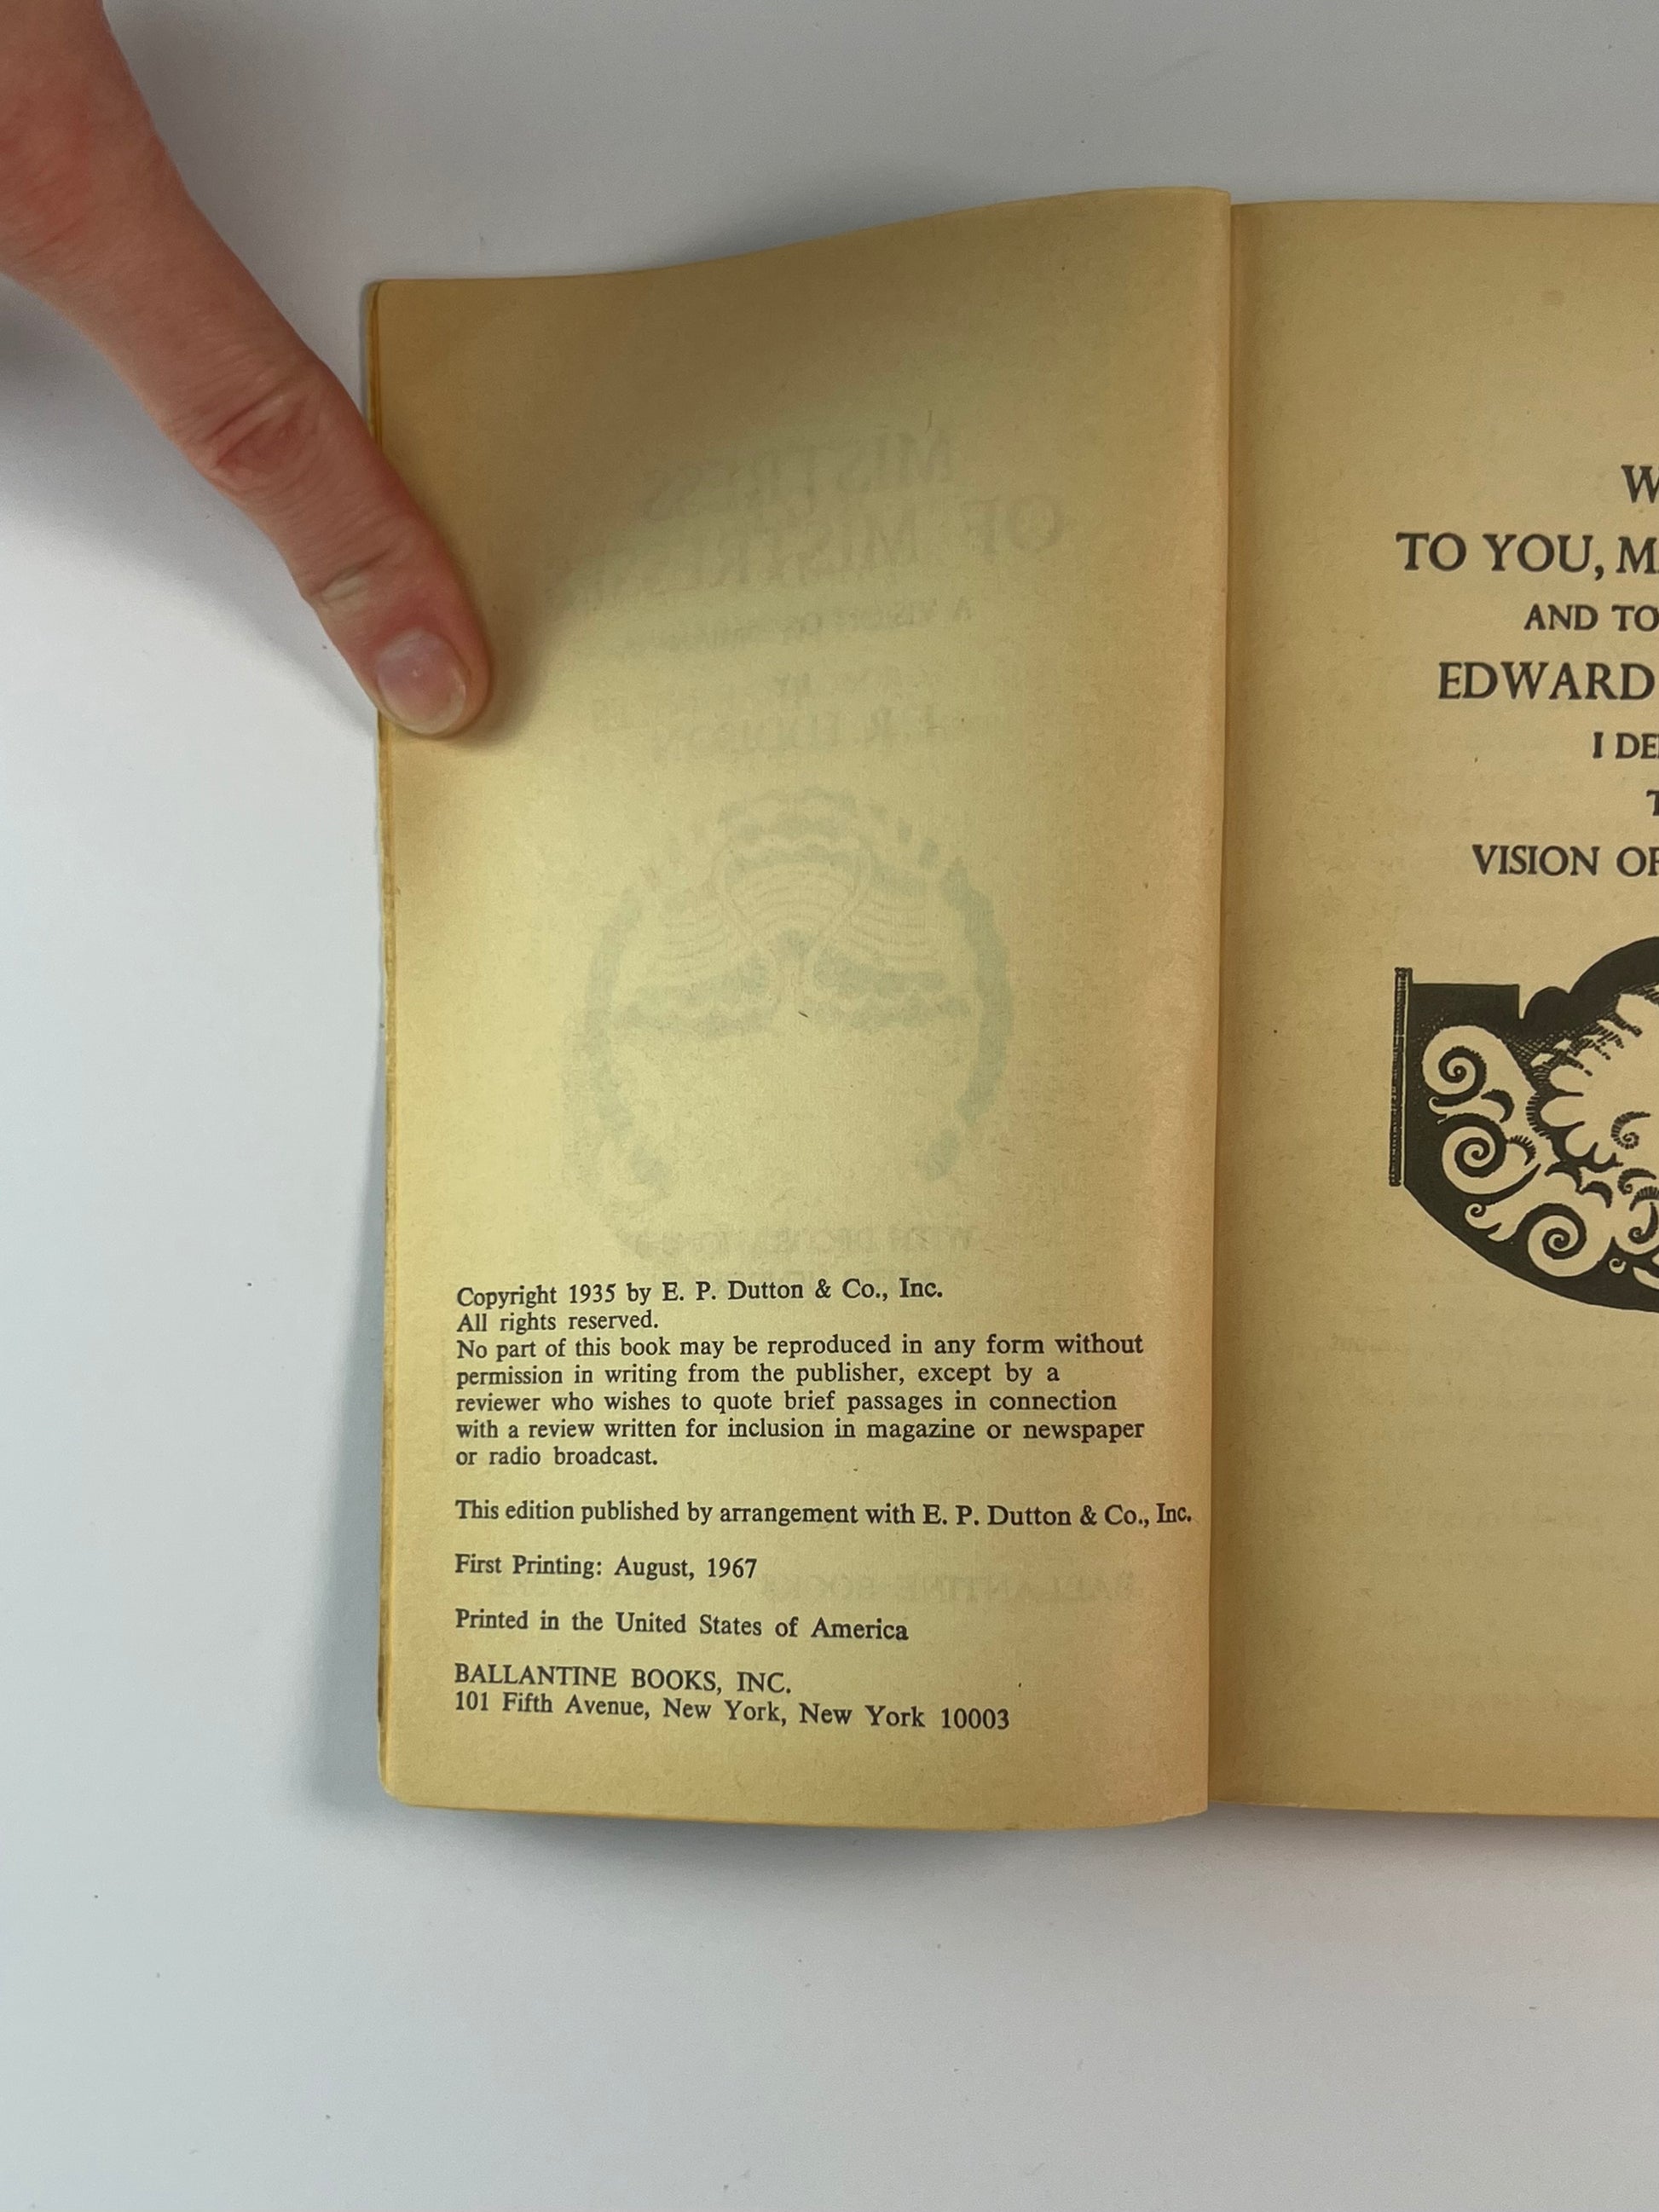 Copyright 1935 by E. P. Dutton & Co., Inc.
All rights reserved.
No part of this book may be reproduced in any form without
permission in writing from the publisher, except by a
reviewer who wishes to quote brief passages in connection
with a review written for inclusion in magazine or newspaper
or radio broadcast.
This edition published by arrangement with E. P. Dutton & Co., Inc.
First Printing: August, 1967
Printed in the United States of America
BALLANTINE BOOKS, INC.
101 Fifth Avenue, New York, New York 10003
W
TO YOU, MA
AND TO
EDWARD
I DE
T
VISION OF